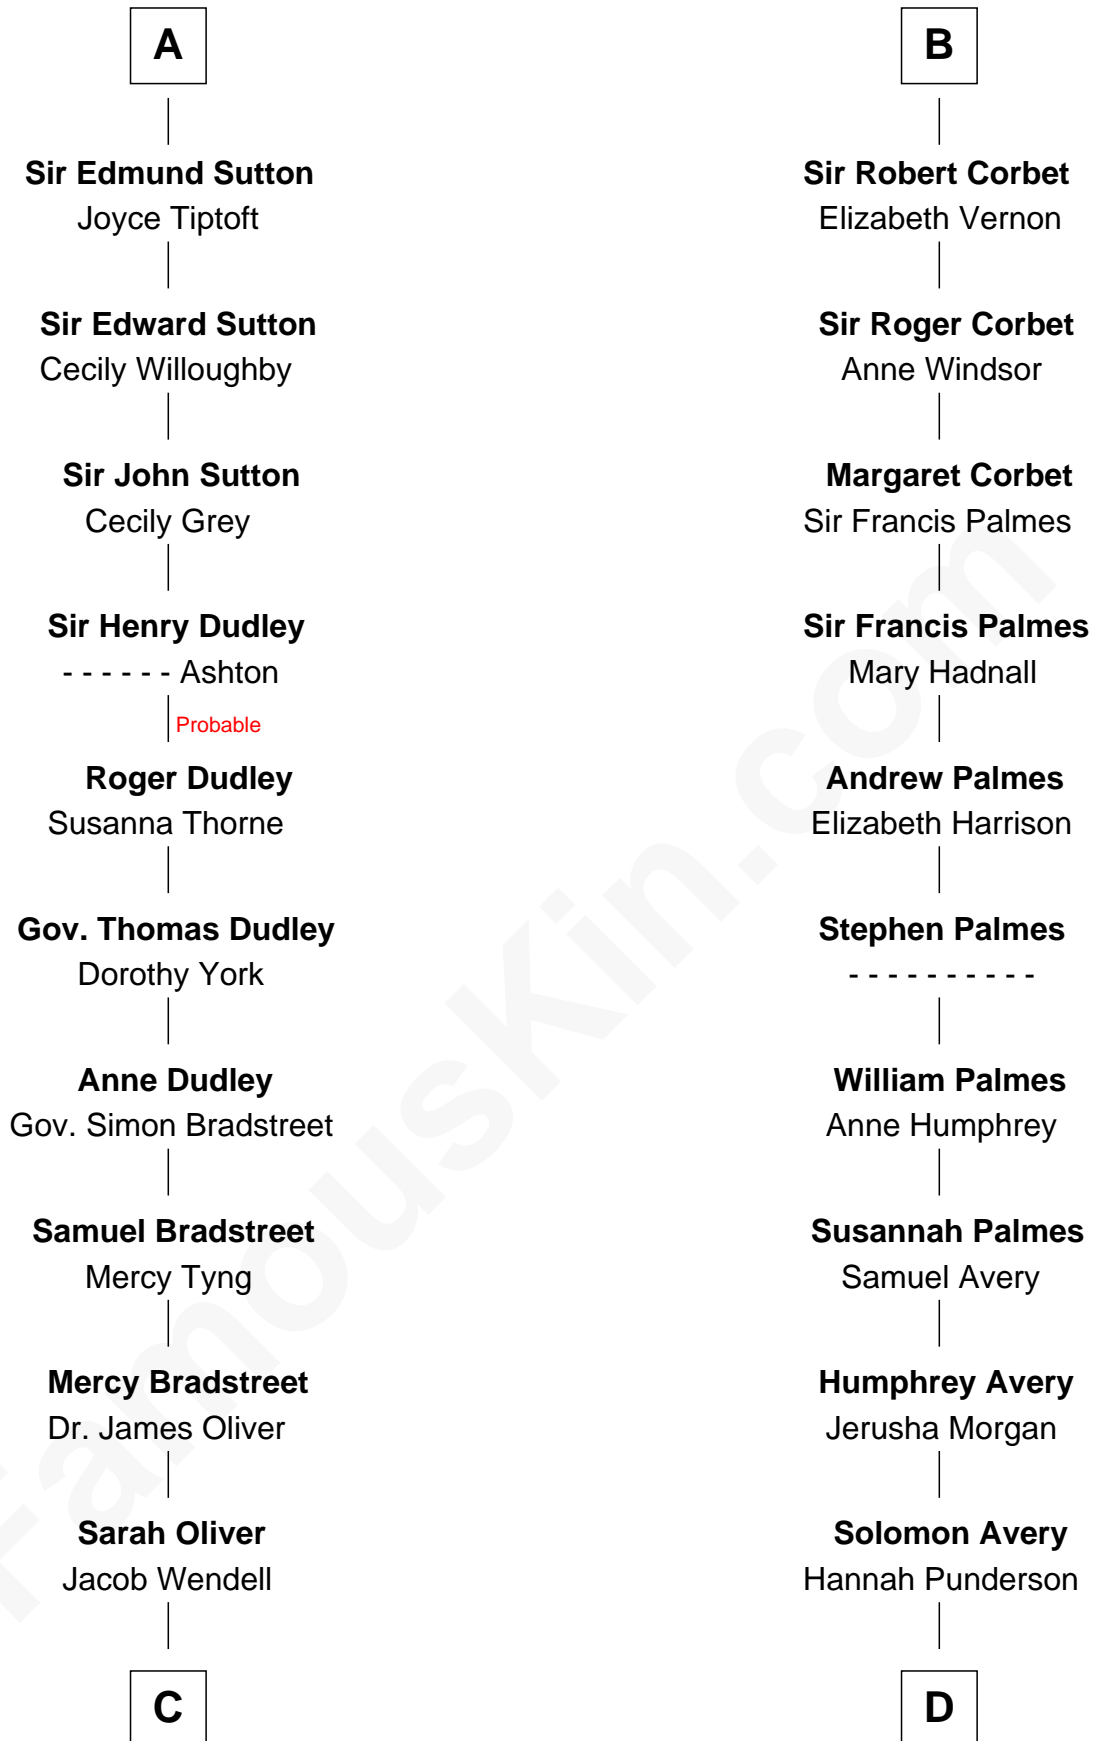 A
Sir Edmund Sutton
Joyce Tiptoft
Sir Edward Sutton
Cecily Willoughby
Sir John Sutton
Cecily Grey
Sir Henry Dudley
- - - - - - Ashton
Probable
Roger Dudley
Susanna Thorne
Gov. Thomas Dudley
Dorothy York
Anne Dudley
Gov. Simon Bradstreet
Samuel Bradstreet
Mercy Tyng
Mercy Bradstreet
Dr. James Oliver
Sarah Oliver
Jacob Wendell
C
B
Sir Robert Corbet
Elizabeth Vernon
Sir Roger Corbet
Anne Windsor
Margaret Corbet
Sir Francis Palmes
Sir Francis Palmes
Mary Hadnall
Andrew Palmes
Elizabeth Harrison
Stephen Palmes
- - - - - - - - - -
William Palmes
Anne Humphrey
Susannah Palmes
Samuel Avery
Humphrey Avery
Jerusha Morgan
Solomon Avery
Hannah Punderson
D
FamousKin.com